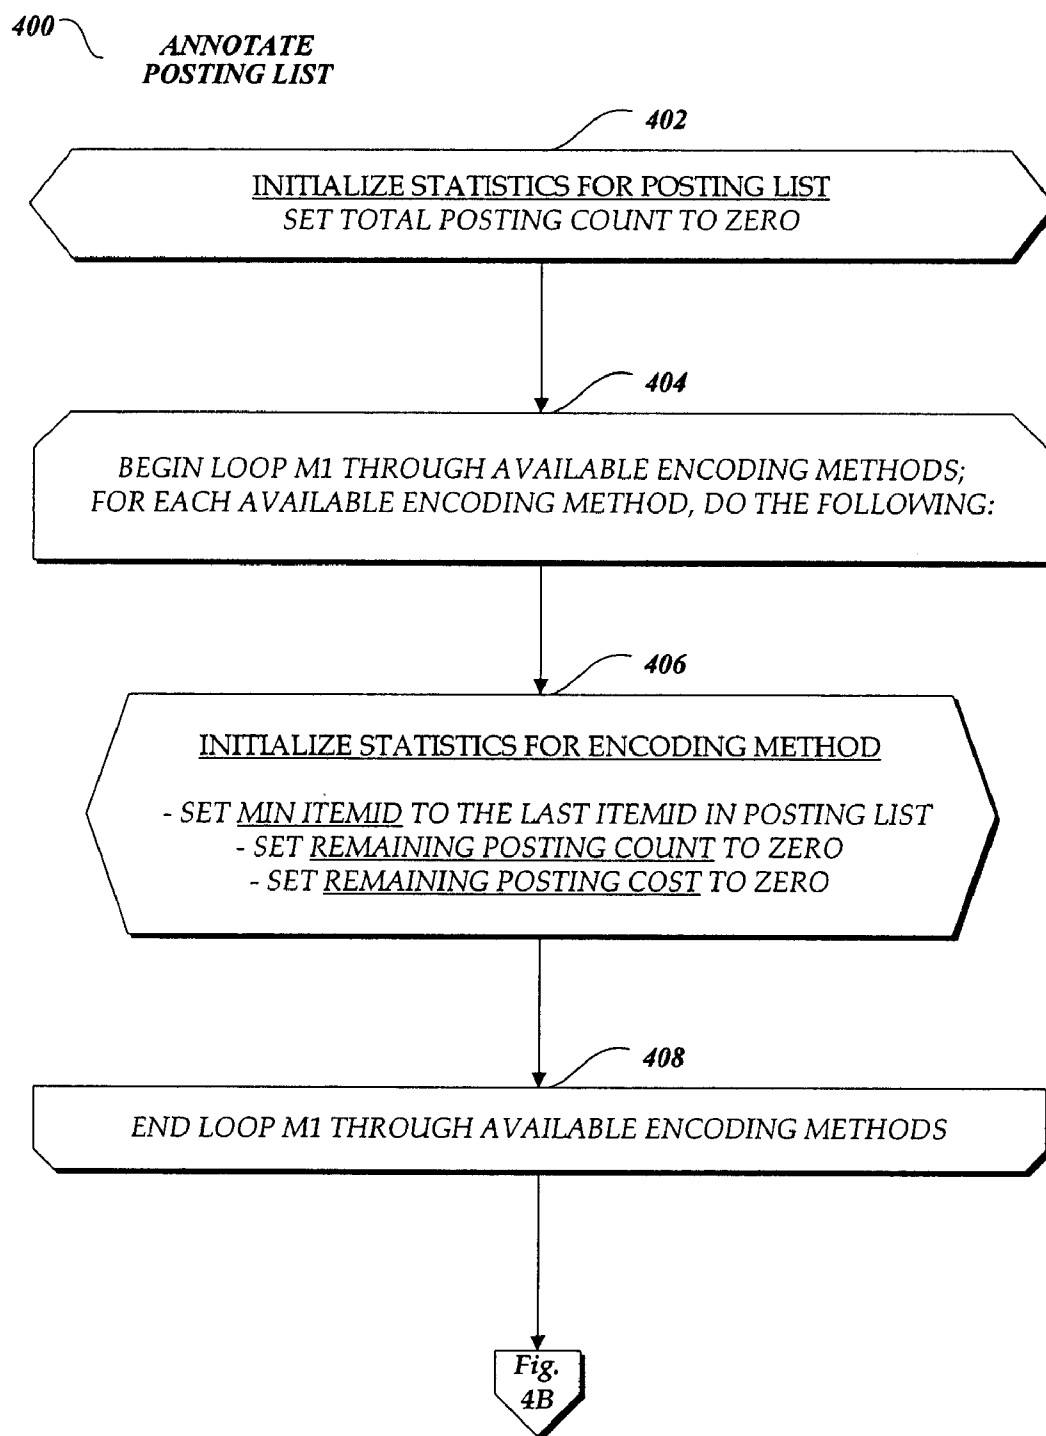 400
ANNOTATE
POSTING LIST
402
INITIALIZE STATISTICS FOR POSTING LIST
SET TOTAL POSTING COUNT TO ZERO
404
BEGIN LOOP M1 THROUGH AVAILABLE ENCODING METHODS;
FOR EACH AVAILABLE ENCODING METHOD, DO THE FOLLOWING:
406
INITIALIZE STATISTICS FOR ENCODING METHOD
- SET MIN ITEMID TO THE LAST ITEMID IN POSTING LIST
- SET REMAINING POSTING COUNT TO ZERO
- SET REMAINING POSTING COST TO ZERO
408
END LOOP M1 THROUGH AVAILABLE ENCODING METHODS
Fig.
4B